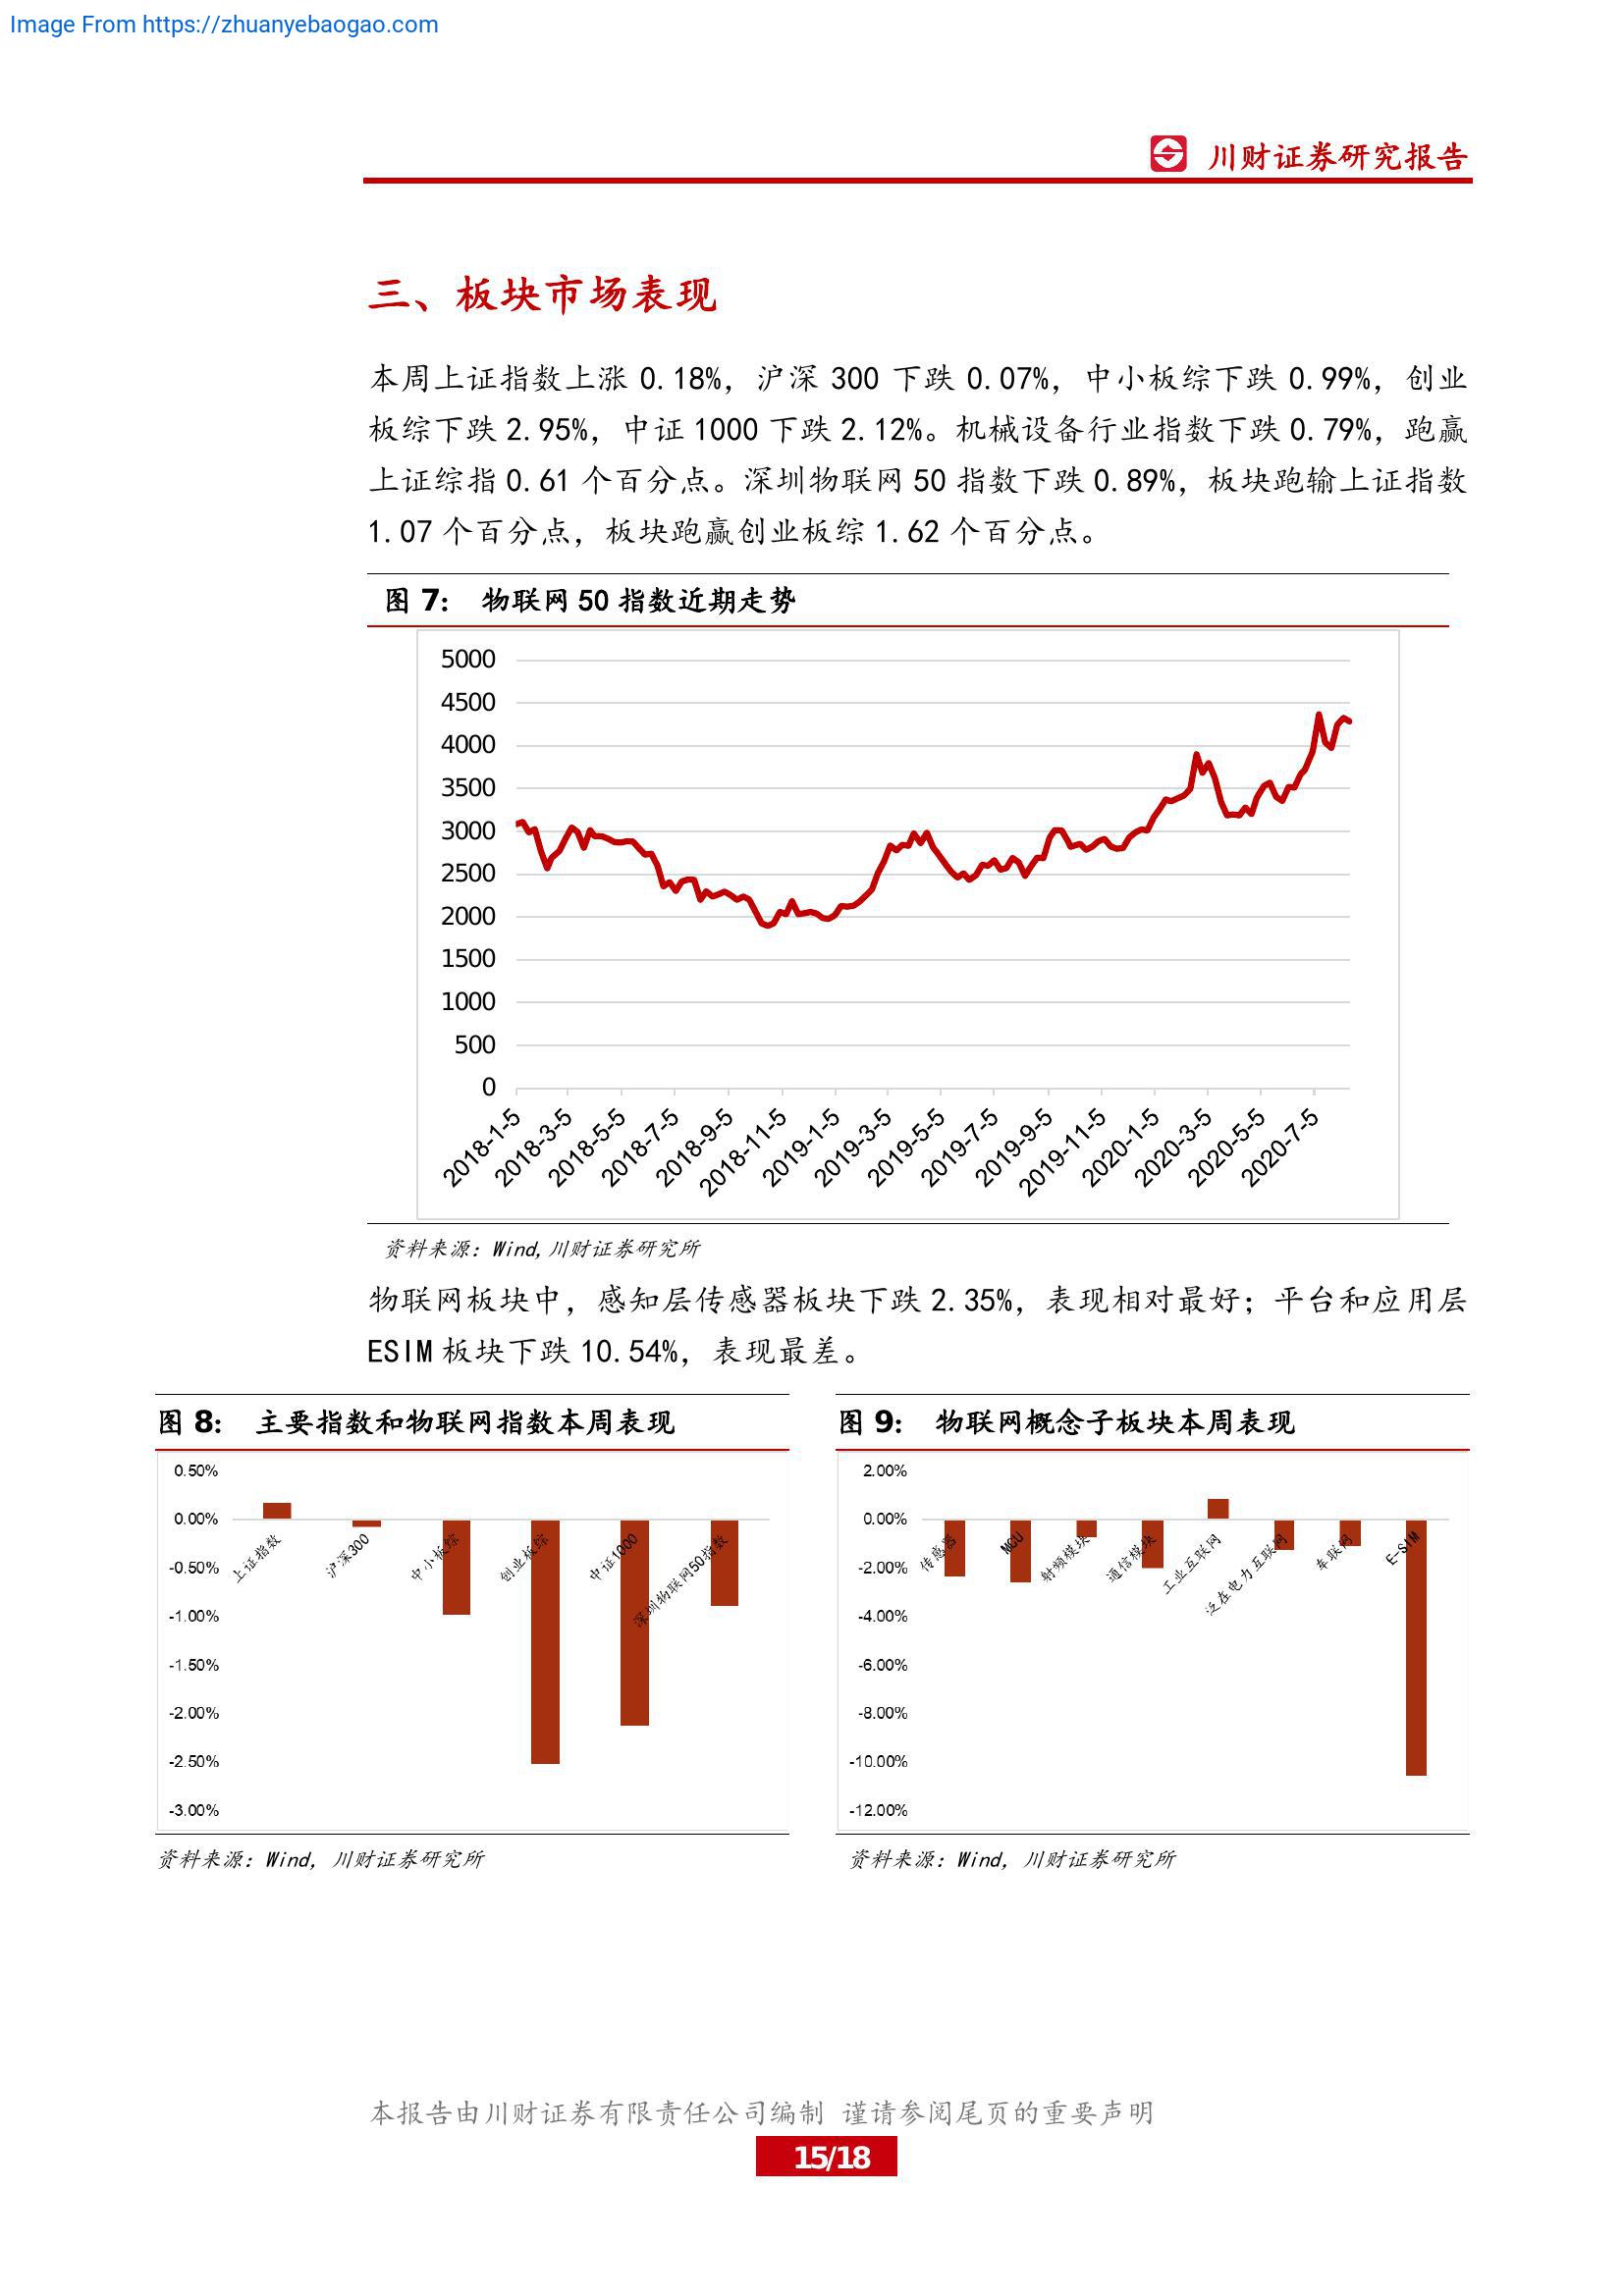 Image From https://zhuanyebaogao.com
川财证券研究报告
三、板块市场表现
本周上证指数上涨 0.18%，沪深 300 下跌 0.07%，中小板综下跌 0.99%，创业
板综下跌 2.95%，中证 1000 下跌 2.12%。机械设备行业指数下跌 0.79%，跑赢
上证综指 0.61 个百分点。深圳物联网 50 指数下跌 0.89%，板块跑输上证指数
1.07 个百分点，板块跑赢创业板综 1.62 个百分点。
图 7： 物联网 50 指数近期走势
5000
4500
4000
3500
3000
2500
2000
1500
1000
500
0
2018-1-5
2018-3-5
2018-5-5
2018-7-5
2018-9-5
2018-11-5
2019-1-5
2019-3-5
2019-5-5
2019-7-5
2019-9-5
2019-11-5
2020-1-5
2020-3-5
2020-5-5
2020-7-5
资料来源：Wind,川财证券研究所
物联网板块中，感知层传感器板块下跌 2.35%，表现相对最好；平台和应用层
ESIM 板块下跌 10.54%，表现最差。
图 8： 主要指数和物联网指数本周表现
0.50%
0.00%
-0.50%
-1.00%
-1.50%
-2.00%
-2.50%
-3.00%
上证指数
沪深300
中小板综
创业板综
中证1000
深圳物联网50指数
资料来源：Wind, 川财证券研究所
图 9： 物联网概念子板块本周表现
2.00%
0.00%
-2.00%
-4.00%
-6.00%
-8.00%
-10.00%
-12.00%
传感器
MCU
射频模块
通信模块
工业互联网
泛在电力互联网
车联网
E-SIM
资料来源：Wind, 川财证券研究所
本报告由川财证券有限责任公司编制 谨请参阅尾页的重要声明
15/18